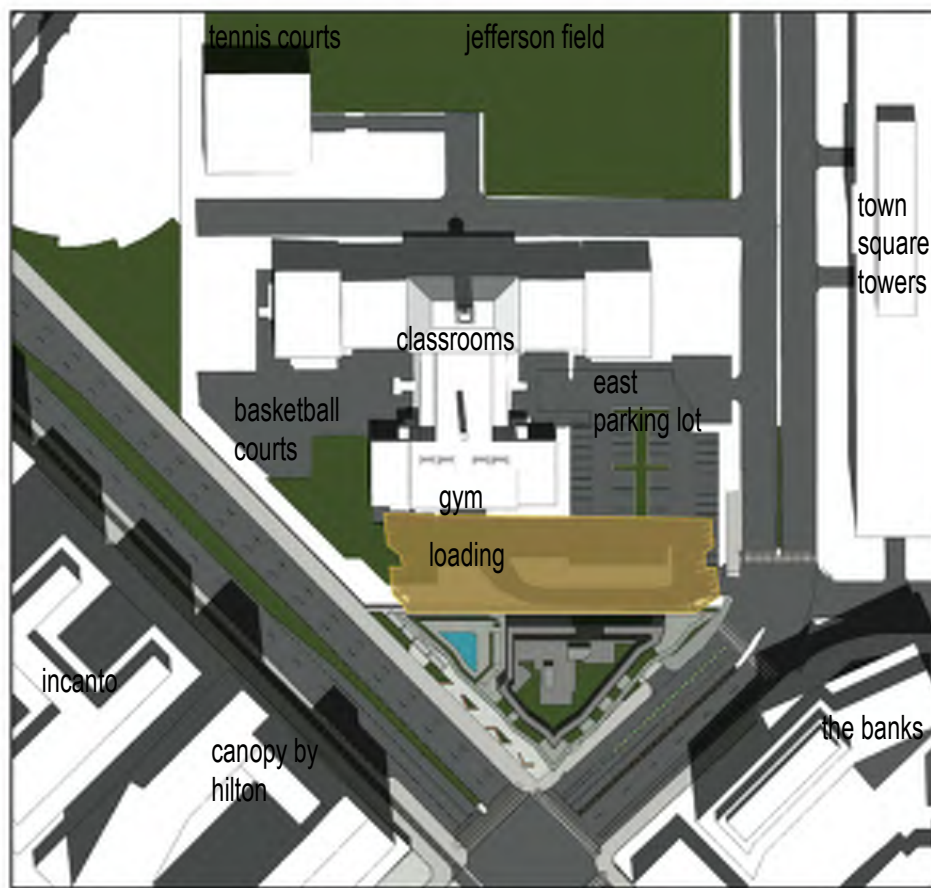 tennis courts
jefferson field
town
square
towers
classrooms
east
parking lot
basketball
courts
gym
loading
incanto
canopy by
hilton
the banks